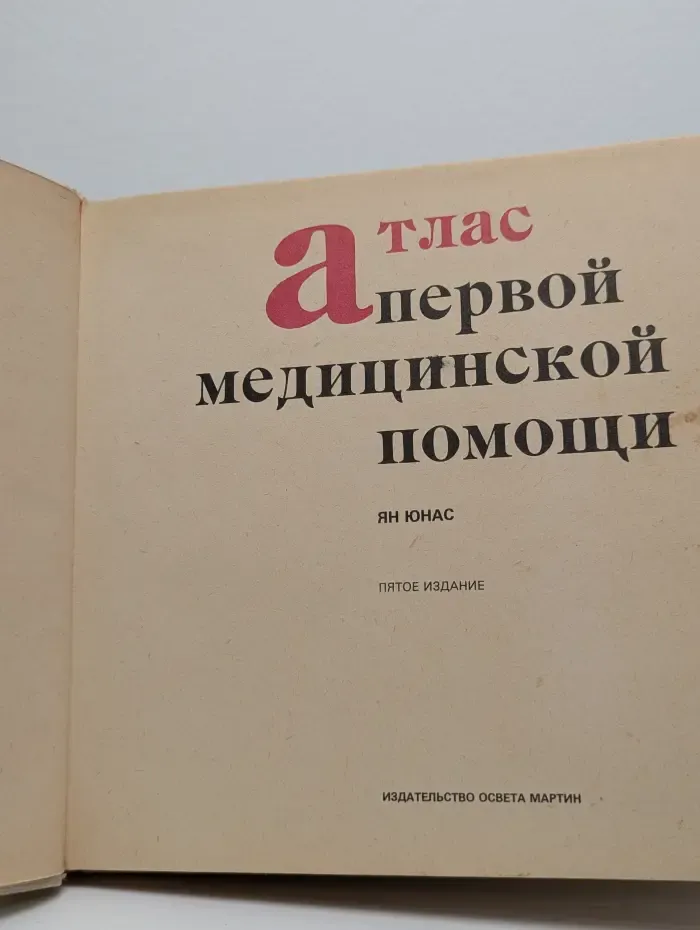 атлас
первой
медицинской
помощи
ЯН ЮНАС
ПЯТОЕ ИЗДАНИЕ
ИЗДАТЕЛЬСТВО ОСВЕТА МАРТИН